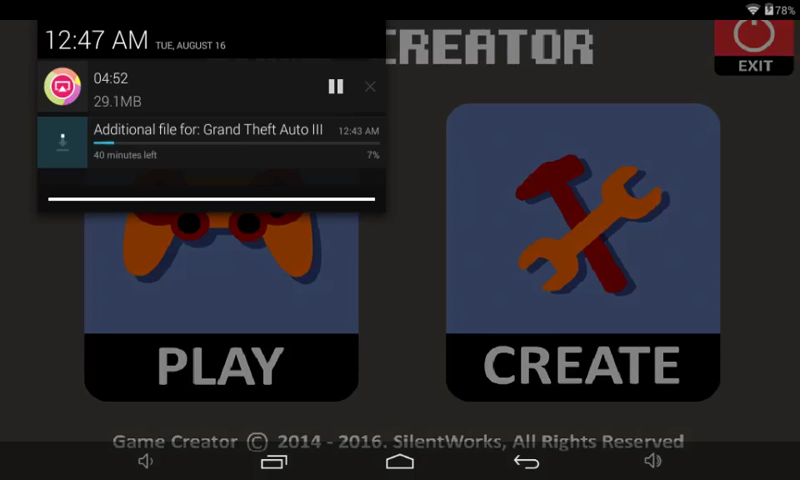 78%
12:47 AM TUE, AUGUST 16
CREATOR
EXIT
04:52
29.1MB
Additional file for: Grand Theft Auto III 12:43 AM
40 minutes left 7%
PLAY
CREATE
Game Creator © 2014 - 2016. SilentWorks, All Rights Reserved